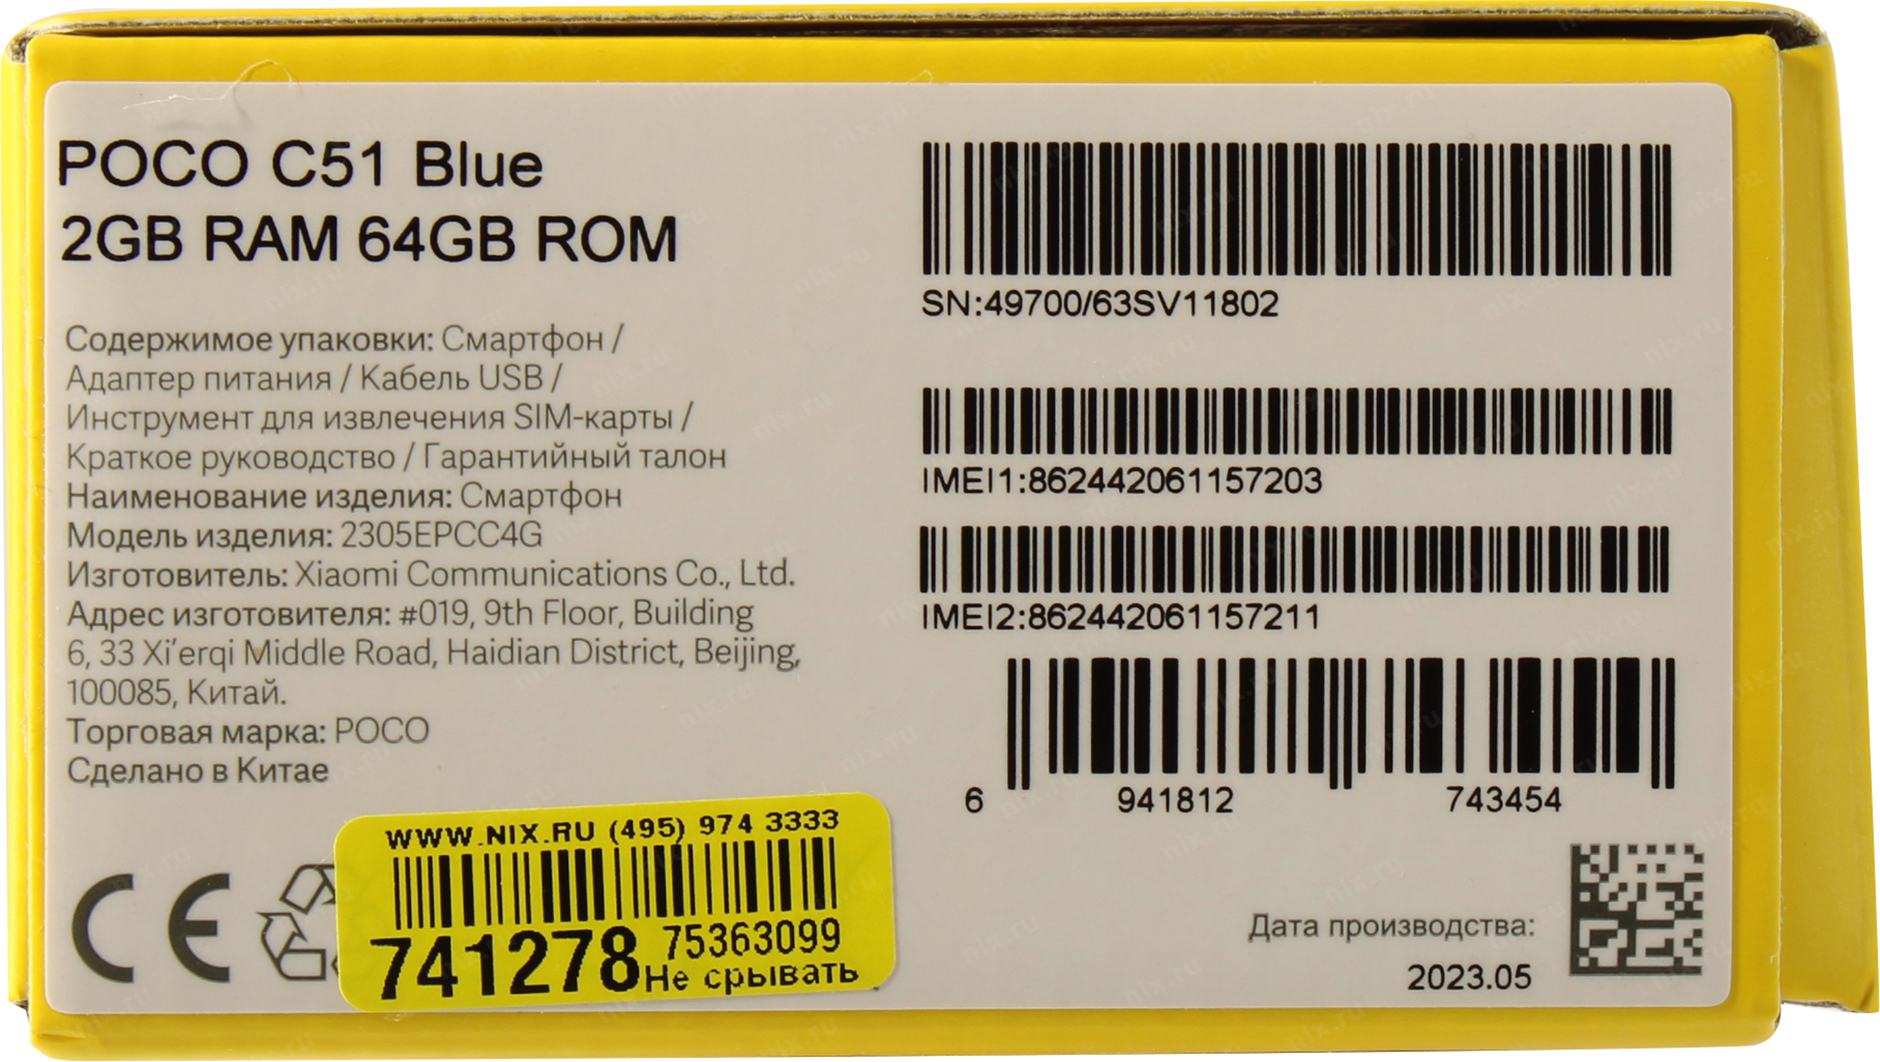 POCO C51 Blue
2GB RAM 64GB ROM
Содержимое упаковки: Смартфон /
Адаптер питания / Кабель USB /
Инструмент для извлечения SIM-карты /
Краткое руководство / Гарантийный талон
Наименование изделия: Смартфон
Модель изделия: 2305EPCC4G
Изготовитель: Xiaomi Communications Co., Ltd.
Адрес изготовителя: #019, 9th Floor, Building
6, 33 Xi'erqi Middle Road, Haidian District, Beijing,
100085, Китай.
Торговая марка: POCO
Сделано в Китае
CE
WWW.NIX.RU (495) 974 3333
741278 75363099
Не срывать
SN:49700/63SV11802
IMEI1:862442061157203
IMEI2:862442061157211
6 941812 743454
Дата производства:
2023.05